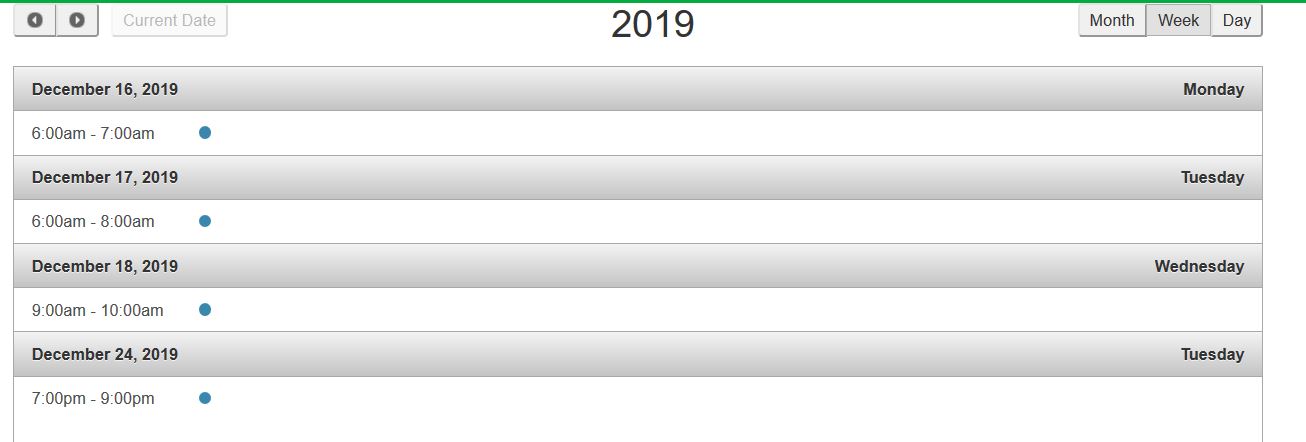 Current Date 2019 Month Week Day
December 16, 2019 Monday
6:00am - 7:00am
December 17, 2019 Tuesday
6:00am - 8:00am
December 18, 2019 Wednesday
9:00am - 10:00am
December 24, 2019 Tuesday
7:00pm - 9:00pm